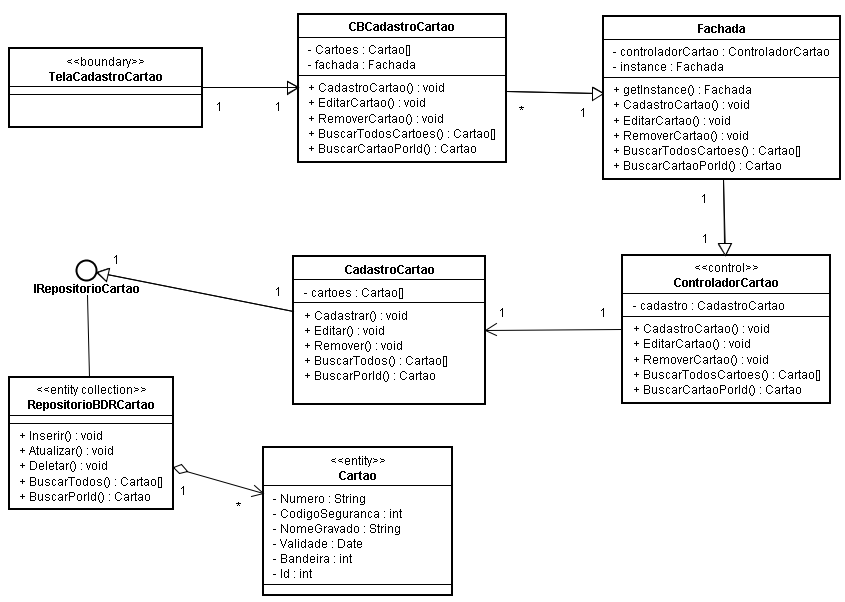 <<boundary>>
TelaCadastroCartao
1
1
CBCadastroCartao
- Cartoes : Cartao[]
- fachada : Fachada
+ CadastroCartao() : void
+ EditarCartao() : void
+ RemoverCartao() : void
+ BuscarTodosCartoes() : Cartao[]
+ BuscarCartaoPorId() : Cartao
*
1
Fachada
- controladorCartao : ControladorCartao
- instance : Fachada
+ getInstance() : Fachada
+ CadastroCartao() : void
+ EditarCartao() : void
+ RemoverCartao() : void
+ BuscarTodosCartoes() : Cartao[]
+ BuscarCartaoPorId() : Cartao
1
1
<<control>>
ControladorCartao
- cadastro : CadastroCartao
+ CadastroCartao() : void
+ EditarCartao() : void
+ RemoverCartao() : void
+ BuscarTodosCartoes() : Cartao[]
+ BuscarCartaoPorId() : Cartao
1
1
CadastroCartao
- cartoes : Cartao[]
+ Cadastrar() : void
+ Editar() : void
+ Remover() : void
+ BuscarTodos() : Cartao[]
+ BuscarPorId() : Cartao
1
1
IRepositorioCartao
<<entity collection>>
RepositorioBDRCartao
+ Inserir() : void
+ Atualizar() : void
+ Deletar() : void
+ BuscarTodos() : Cartao[]
+ BuscarPorId() : Cartao
1
*
<<entity>>
Cartao
- Numero : String
- CodigoSeguranca : int
- NomeGravado : String
- Validade : Date
- Bandeira : int
- Id : int